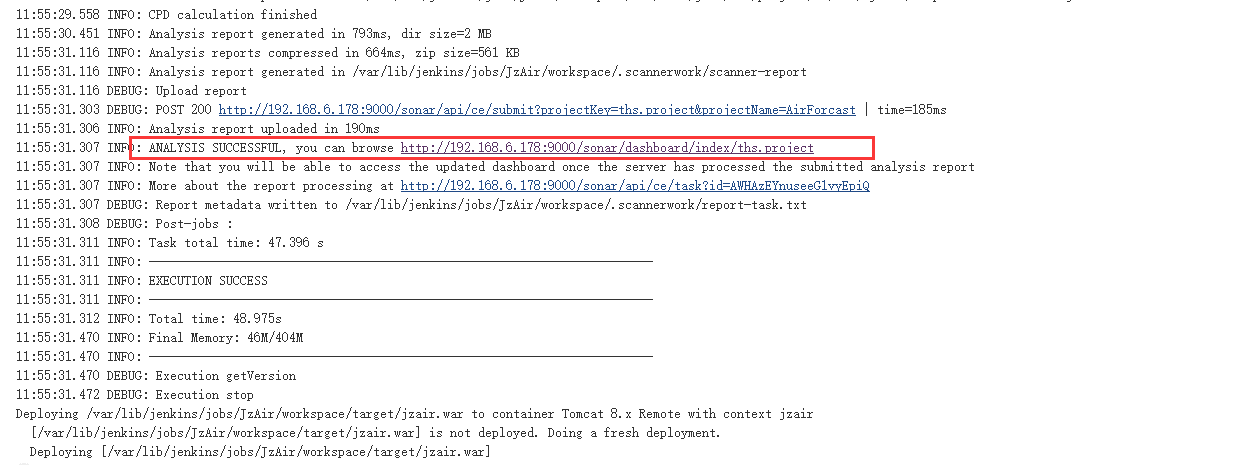 11:55:29.558 INFO: CPD calculation finished
11:55:30.451 INFO: Analysis report generated in 793ms, dir size=2 MB
11:55:31.116 INFO: Analysis reports compressed in 664ms, zip size=561 KB
11:55:31.116 INFO: Analysis report generated in /var/lib/jenkins/jobs/JzAir/workspace/.scannerwork/scanner-report
11:55:31.116 DEBUG: Upload report
11:55:31.303 DEBUG: POST 200 http://192.168.6.178:9000/sonar/api/ce/submit?projectKey=ths.project&projectName=AirForcast | time=185ms
11:55:31.306 INFO: Analysis report uploaded in 190ms
11:55:31.307 INFO: ANALYSIS SUCCESSFUL, you can browse http://192.168.6.178:9000/sonar/dashboard/index/ths.project
11:55:31.307 INFO: Note that you will be able to access the updated dashboard once the server has processed the submitted analysis report
11:55:31.307 INFO: More about the report processing at http://192.168.6.178:9000/sonar/api/ce/task?id=AWHAzEYnuseeGlvyEpiQ
11:55:31.307 DEBUG: Report metadata written to /var/lib/jenkins/jobs/JzAir/workspace/.scannerwork/report-task.txt
11:55:31.308 DEBUG: Post-jobs :
11:55:31.311 INFO: Task total time: 47.396 s
11:55:31.311 INFO: ------------------------------------------------------------------------
11:55:31.311 INFO: EXECUTION SUCCESS
11:55:31.311 INFO: ------------------------------------------------------------------------
11:55:31.312 INFO: Total time: 48.975s
11:55:31.470 INFO: Final Memory: 46M/404M
11:55:31.470 INFO: ------------------------------------------------------------------------
11:55:31.470 DEBUG: Execution getVersion
11:55:31.472 DEBUG: Execution stop
Deploying /var/lib/jenkins/jobs/JzAir/workspace/target/jzair.war to container Tomcat 8.x Remote with context jzair
[/var/lib/jenkins/jobs/JzAir/workspace/target/jzair.war] is not deployed. Doing a fresh deployment.
Deploying [/var/lib/jenkins/jobs/JzAir/workspace/target/jzair.war]